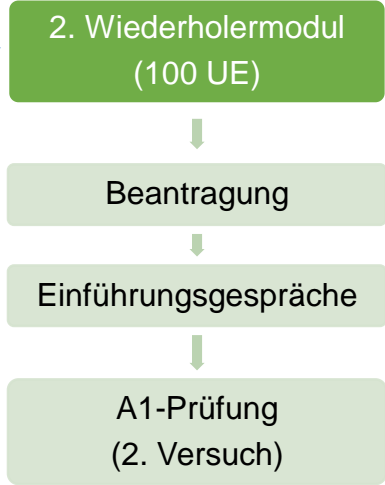 2. Wiederholermodul
(100 UE)
Beantragung
Einführungsgespräche
A1-Prüfung
(2. Versuch)